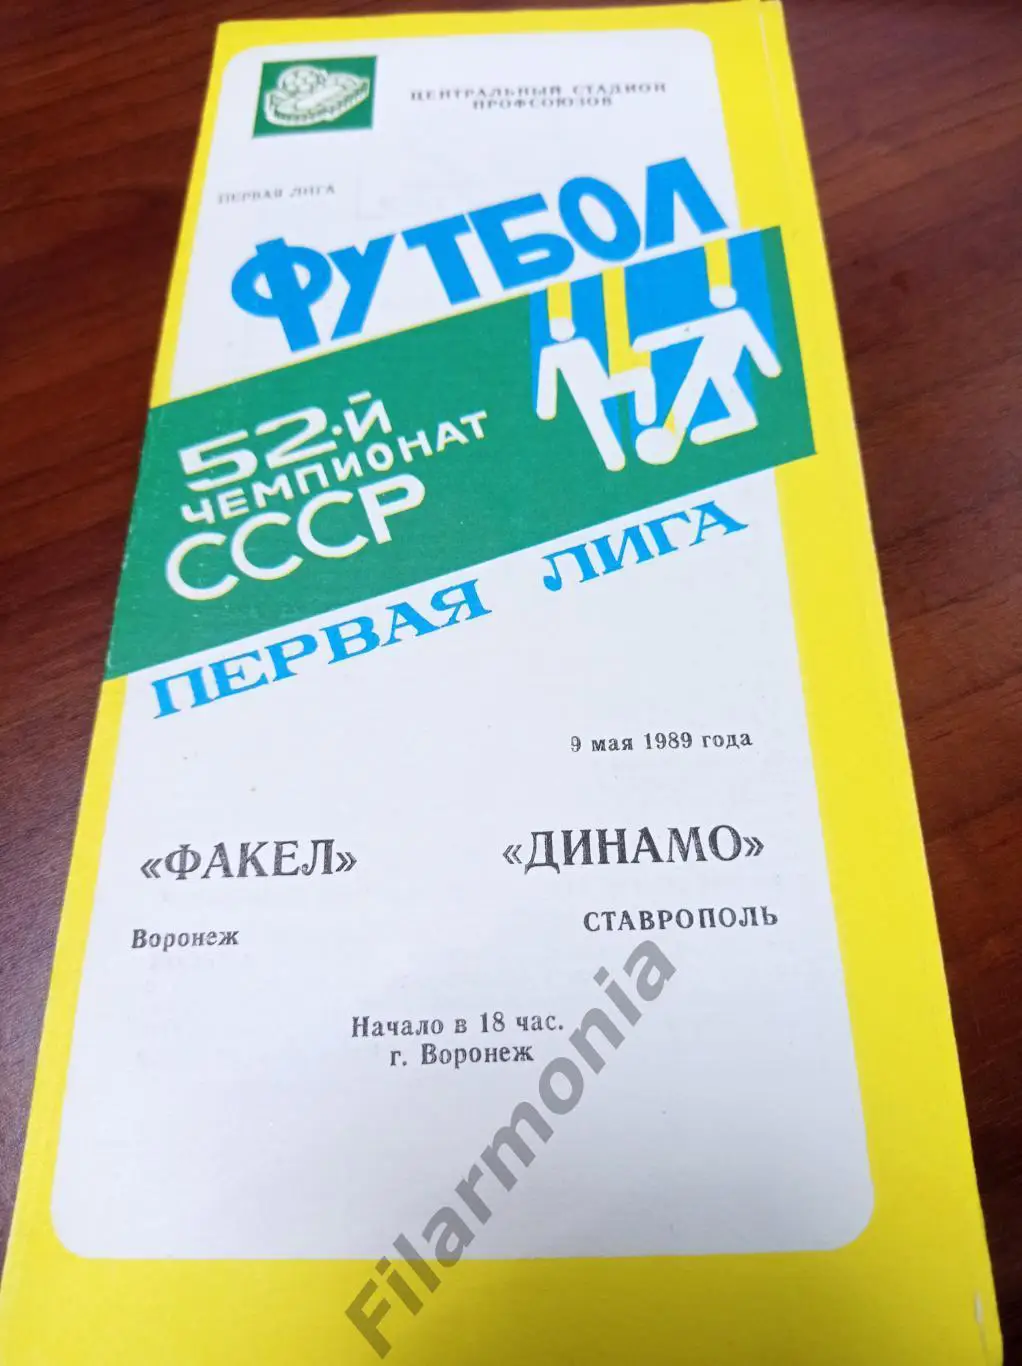 ЦЕНТРАЛЬНЫЙ СТАДИОН
ПРОФСОЮЗОВ
ПЕРВАЯ ЛИГА
ФУТБОЛ
52-Й
ЧЕМПИОНАТ
СССР
ПЕРВАЯ ЛИГА
9 мая 1989 года
«ФАКЕЛ» «ДИНАМО»
Воронеж СТАВРОПОЛЬ
Начало в 18 час.
г. Воронеж
Filarmonia